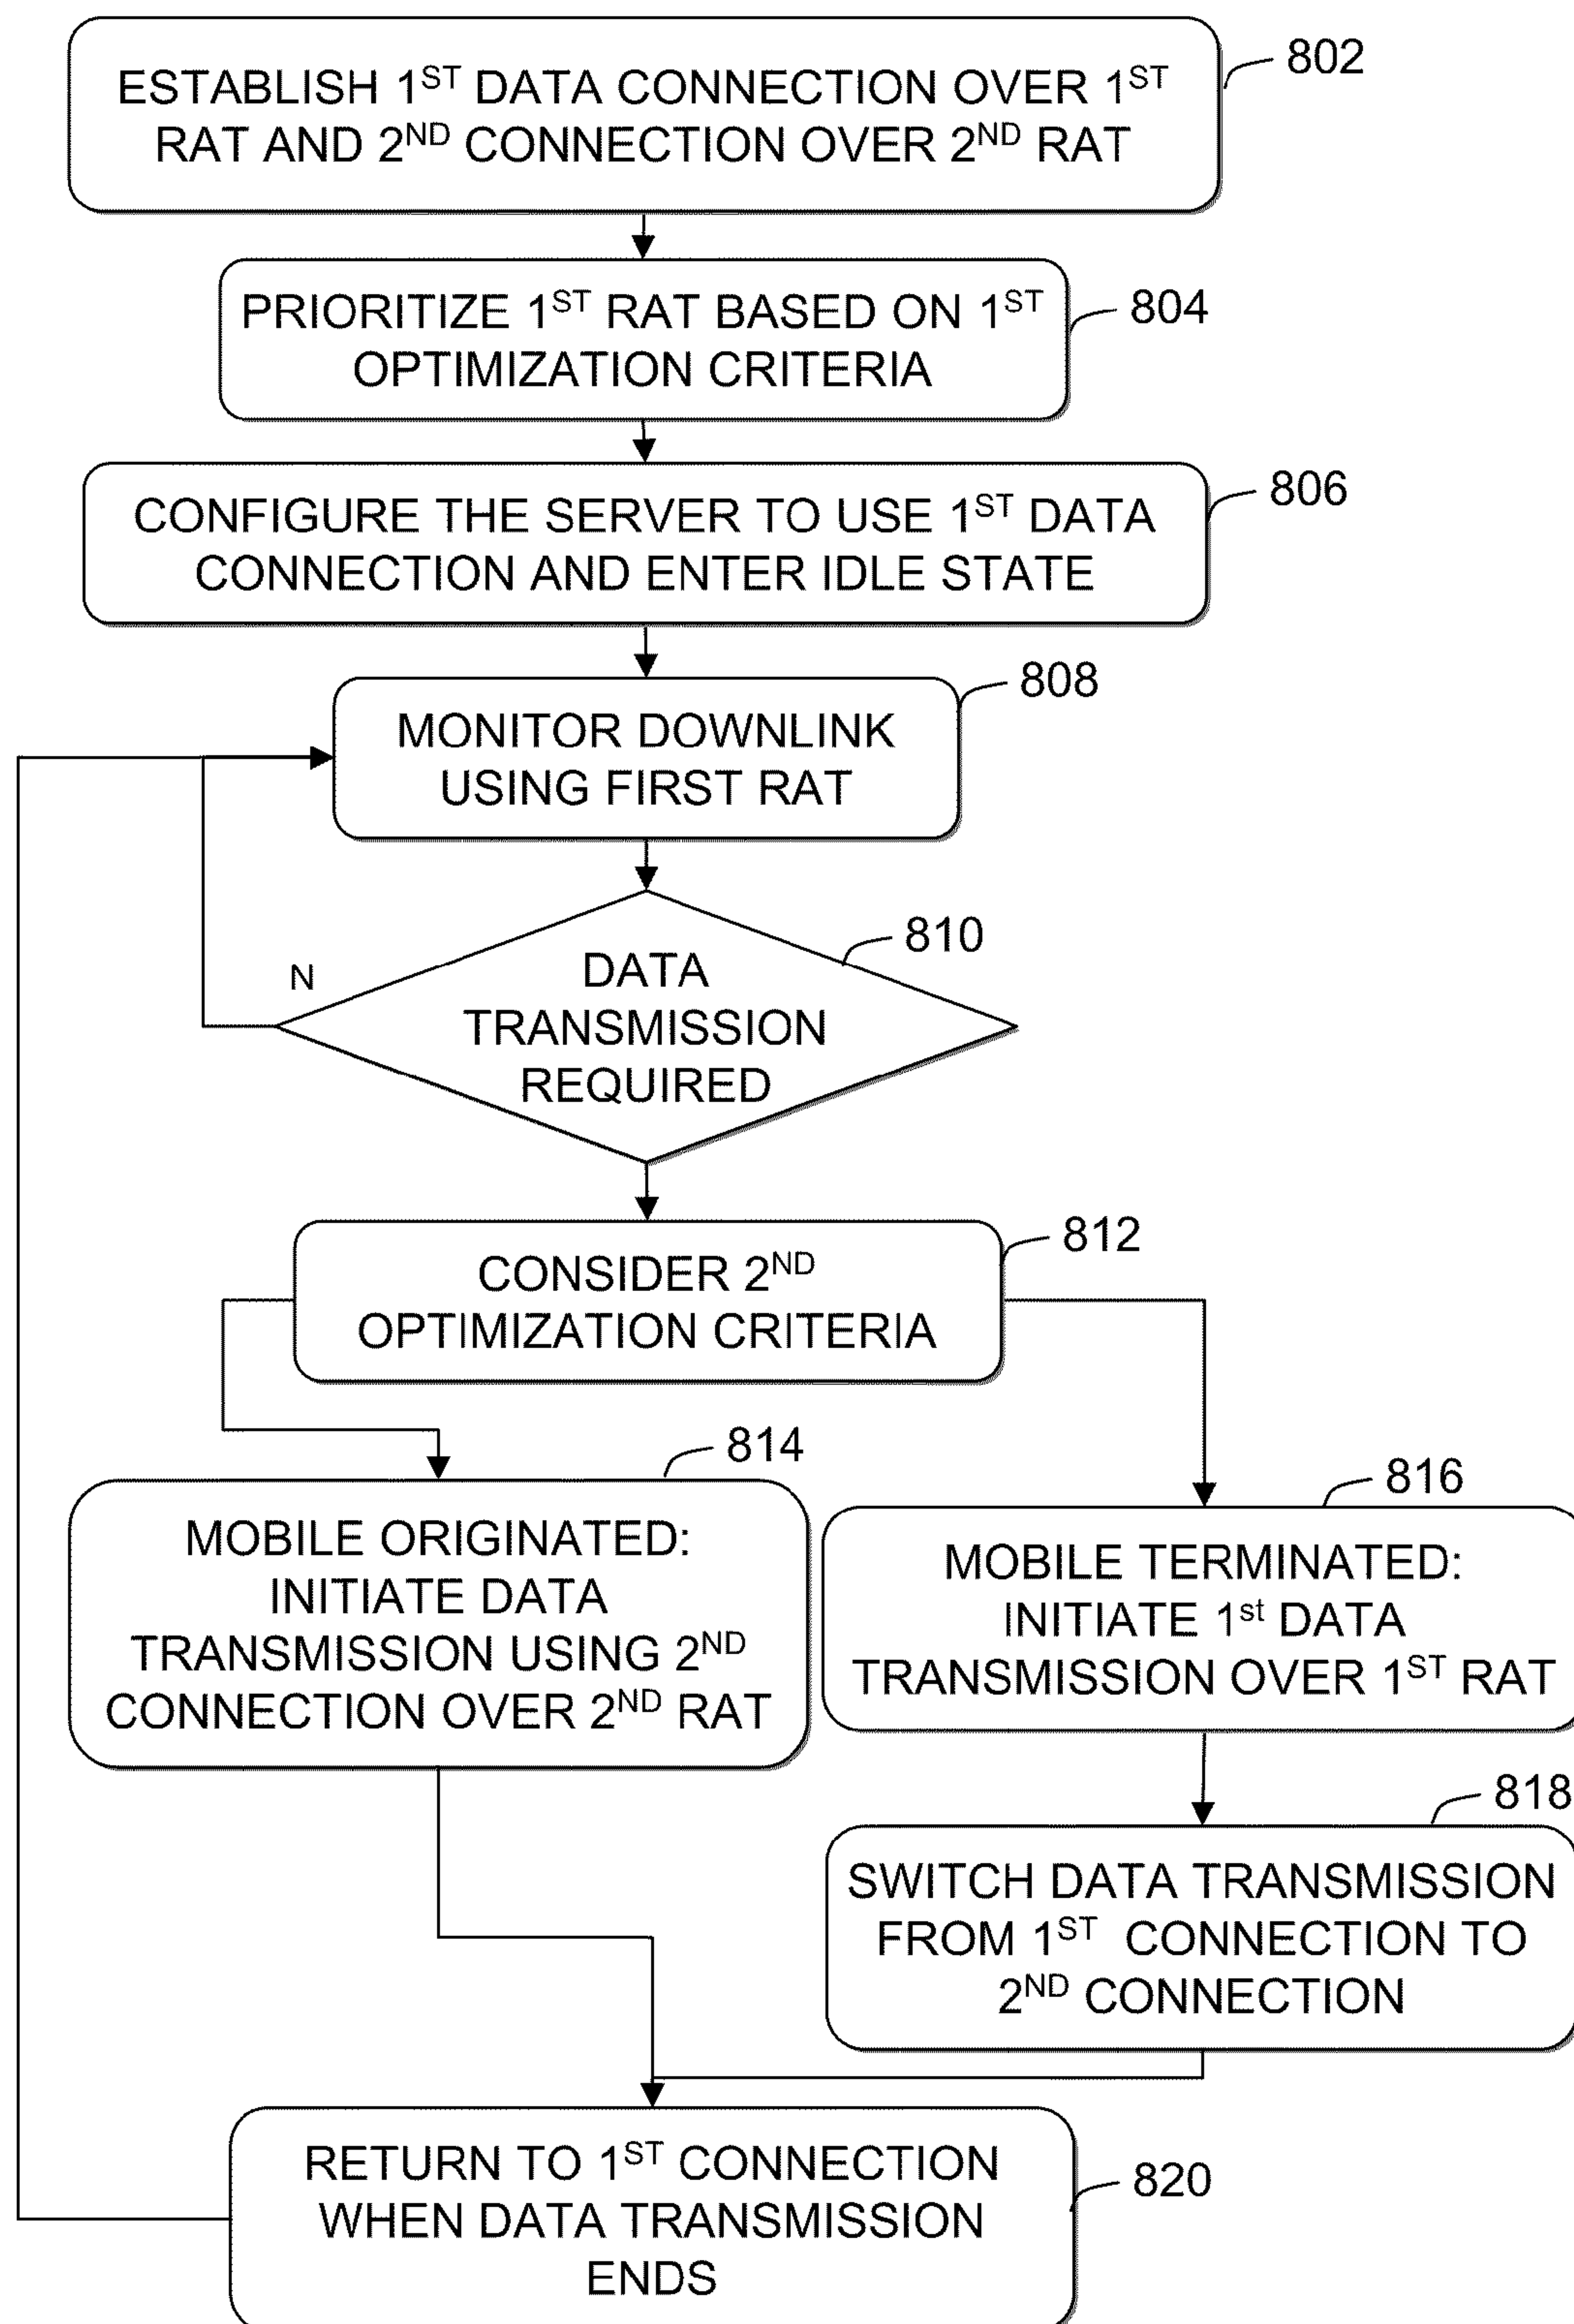 ESTABLISH 1ST DATA CONNECTION OVER 1ST
RAT AND 2ND CONNECTION OVER 2ND RAT
802
PRIORITIZE 1ST RAT BASED ON 1ST
OPTIMIZATION CRITERIA
804
CONFIGURE THE SERVER TO USE 1ST DATA
CONNECTION AND ENTER IDLE STATE
806
MONITOR DOWNLINK
USING FIRST RAT
808
DATA
TRANSMISSION
REQUIRED
810
N
CONSIDER 2ND
OPTIMIZATION CRITERIA
812
MOBILE ORIGINATED:
INITIATE DATA
TRANSMISSION USING 2ND
CONNECTION OVER 2ND RAT
814
MOBILE TERMINATED:
INITIATE 1st DATA
TRANSMISSION OVER 1ST RAT
816
SWITCH DATA TRANSMISSION
FROM 1ST CONNECTION TO
2ND CONNECTION
818
RETURN TO 1ST CONNECTION
WHEN DATA TRANSMISSION
ENDS
820